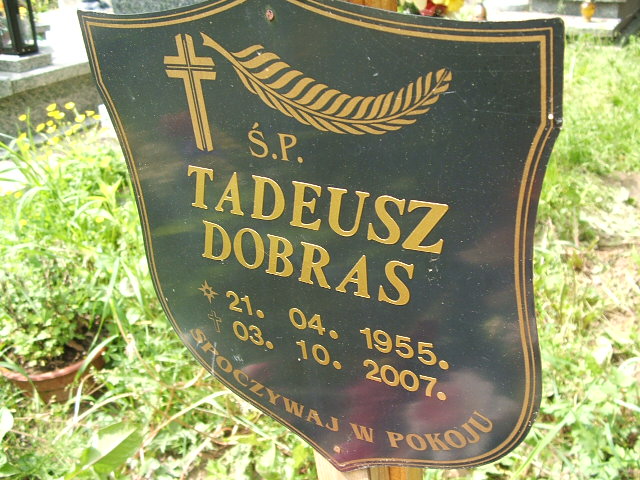 Ś.P.
TADEUSZ
DOBRAS
21. 04. 1955.
03. 10. 2007.
SPOCZYWAJ W POKOJU